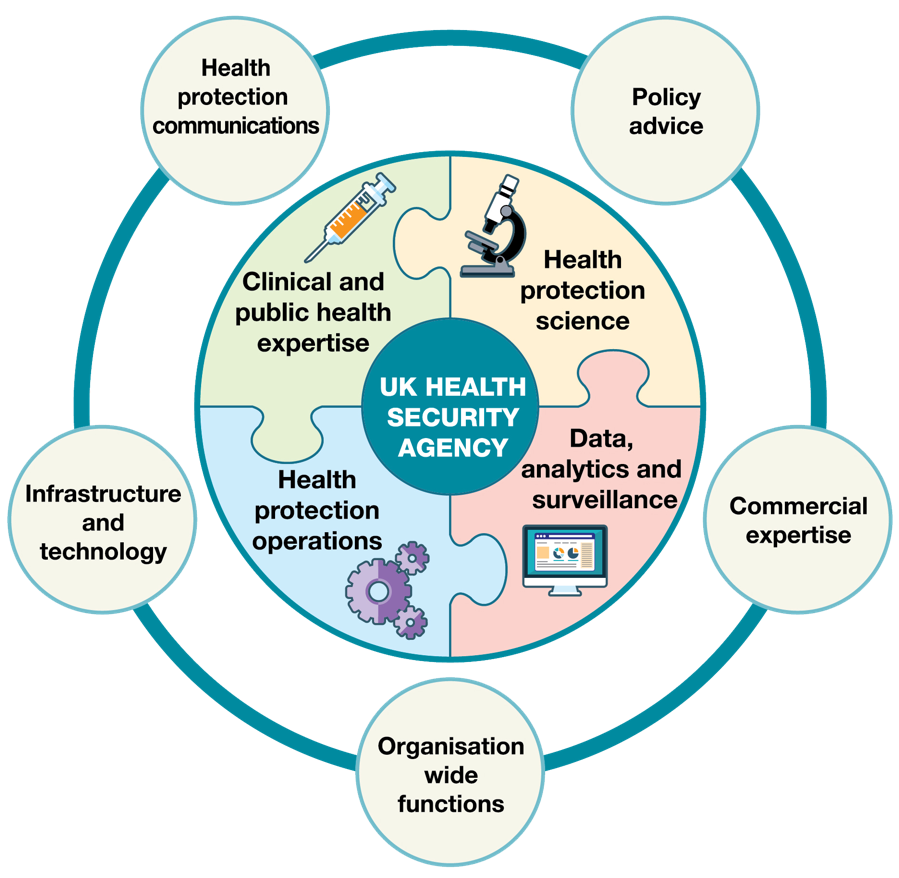 Health
protection
communications
Policy
advice
Clinical and
public health
expertise
Health
protection
science
UK HEALTH
SECURITY
AGENCY
Health
protection
operations
Data,
analytics and
surveillance
Infrastructure
and
technology
Commercial
expertise
Organisation
wide
functions